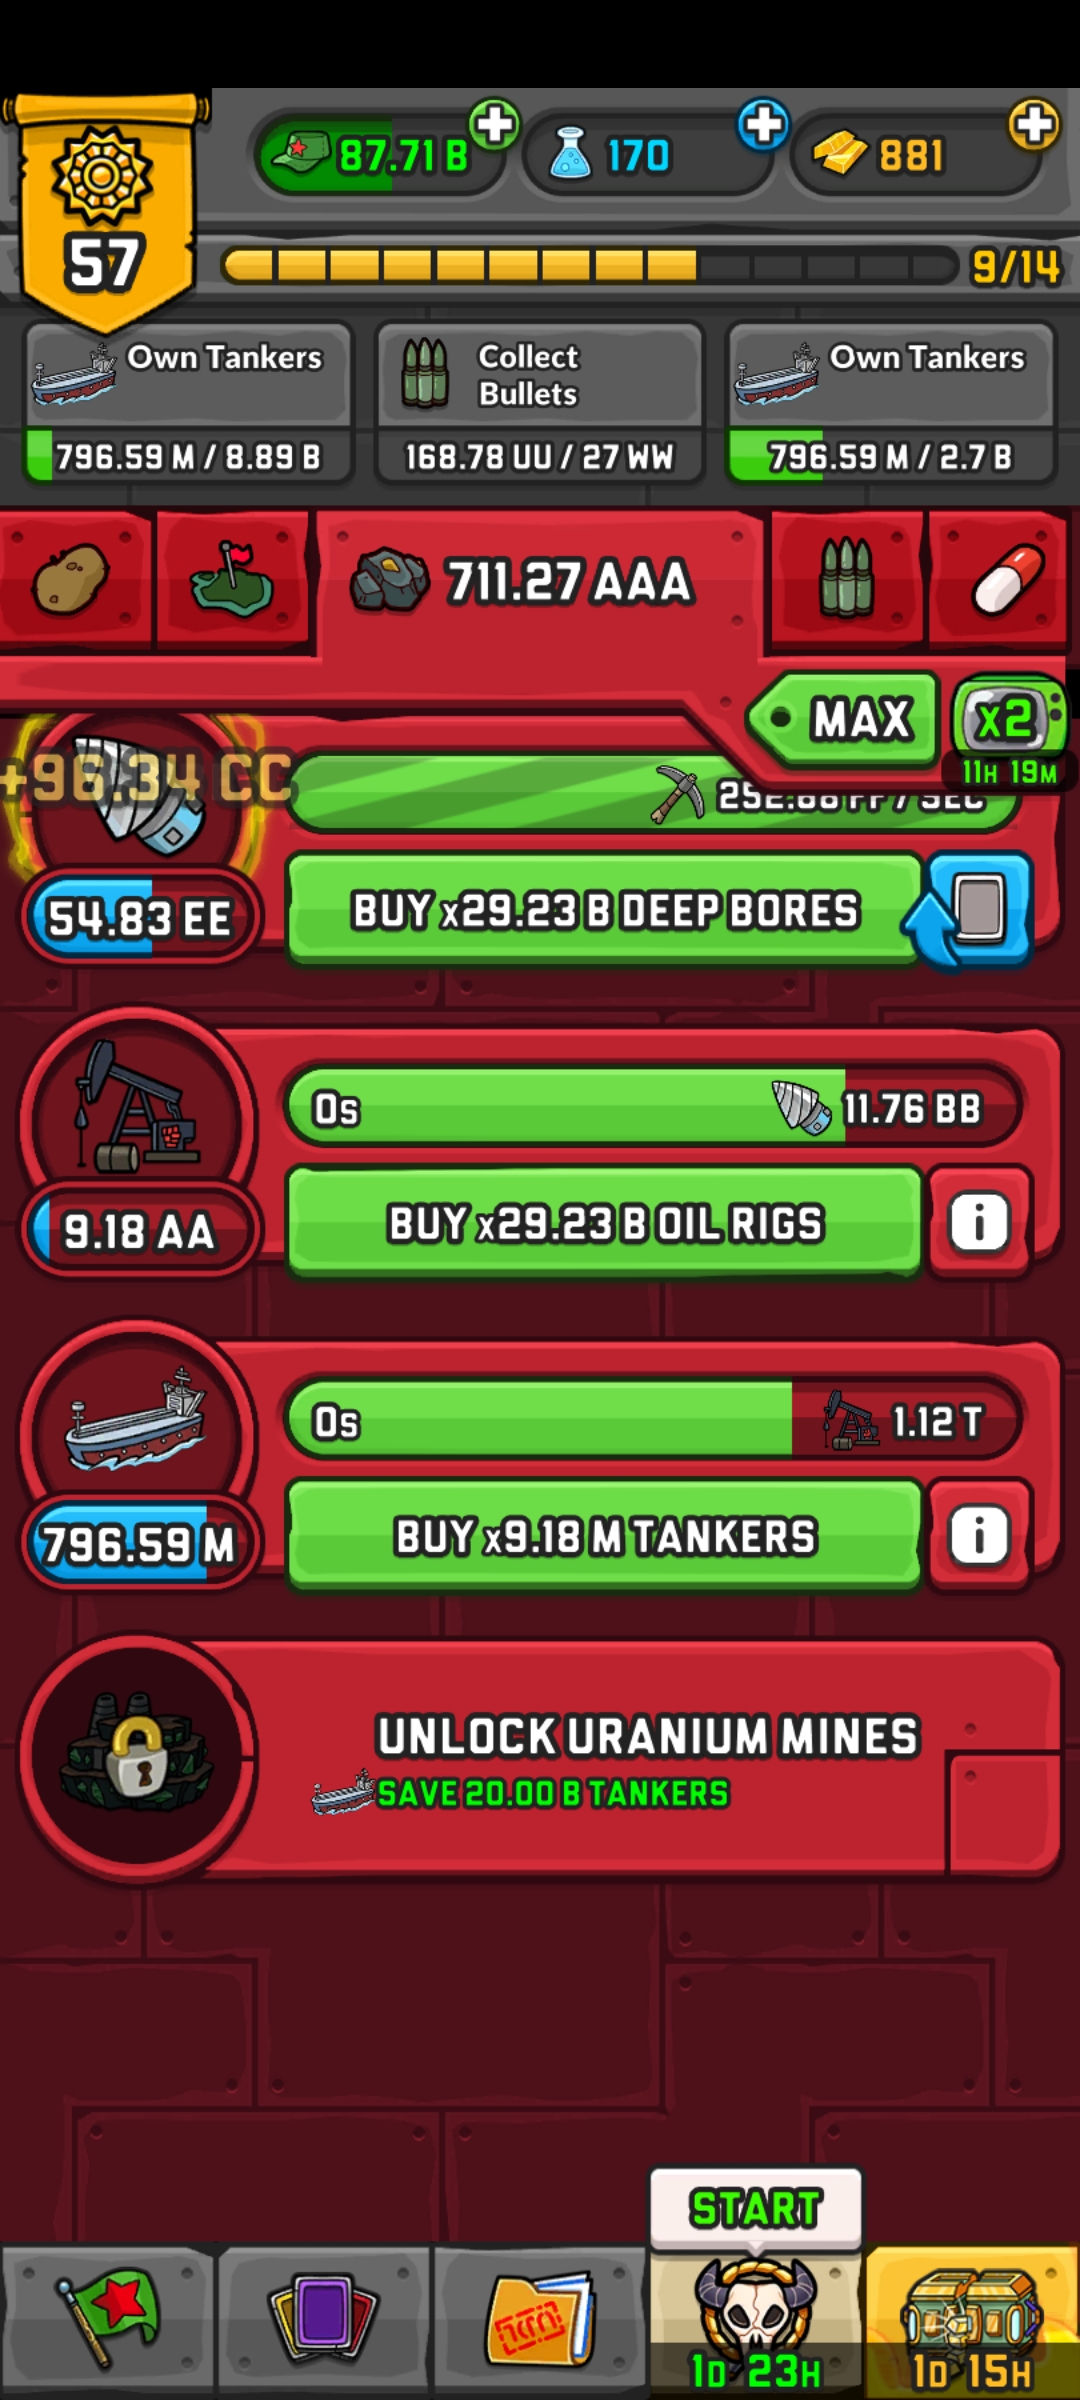 87.71 B
170
881
57
9/14
Own Tankers
796.59 M / 8.89 B
Collect
Bullets
168.78 UU / 27 WW
Own Tankers
796.59 M / 2.7 B
711.27 AAA
MAX
x2
11H 19M
+96.34 CC
252.88 FF / SEC
54.83 EE
BUY x29.23 B DEEP BORES
0s
11.76 BB
9.18 AA
BUY x29.23 B OIL RIGS
i
0s
1.12 T
796.59 M
BUY x9.18 M TANKERS
i
UNLOCK URANIUM MINES
SAVE 20.00 B TANKERS
START
1D 23H
1D 15H